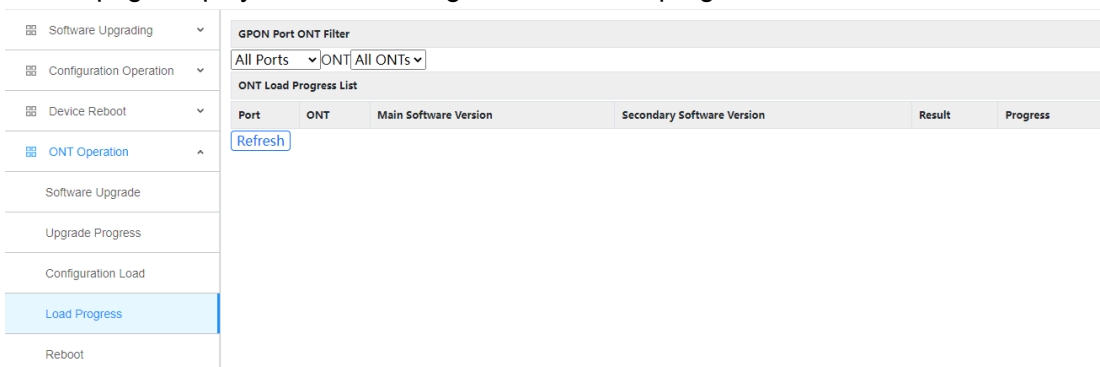 Software Upgrading
Configuration Operation
Device Reboot
ONT Operation
Software Upgrade
Upgrade Progress
Configuration Load
Load Progress
Reboot
GPON Port ONT Filter
All Ports ONT All ONTs
ONT Load Progress List
Port ONT Main Software Version Secondary Software Version Result Progress
Refresh